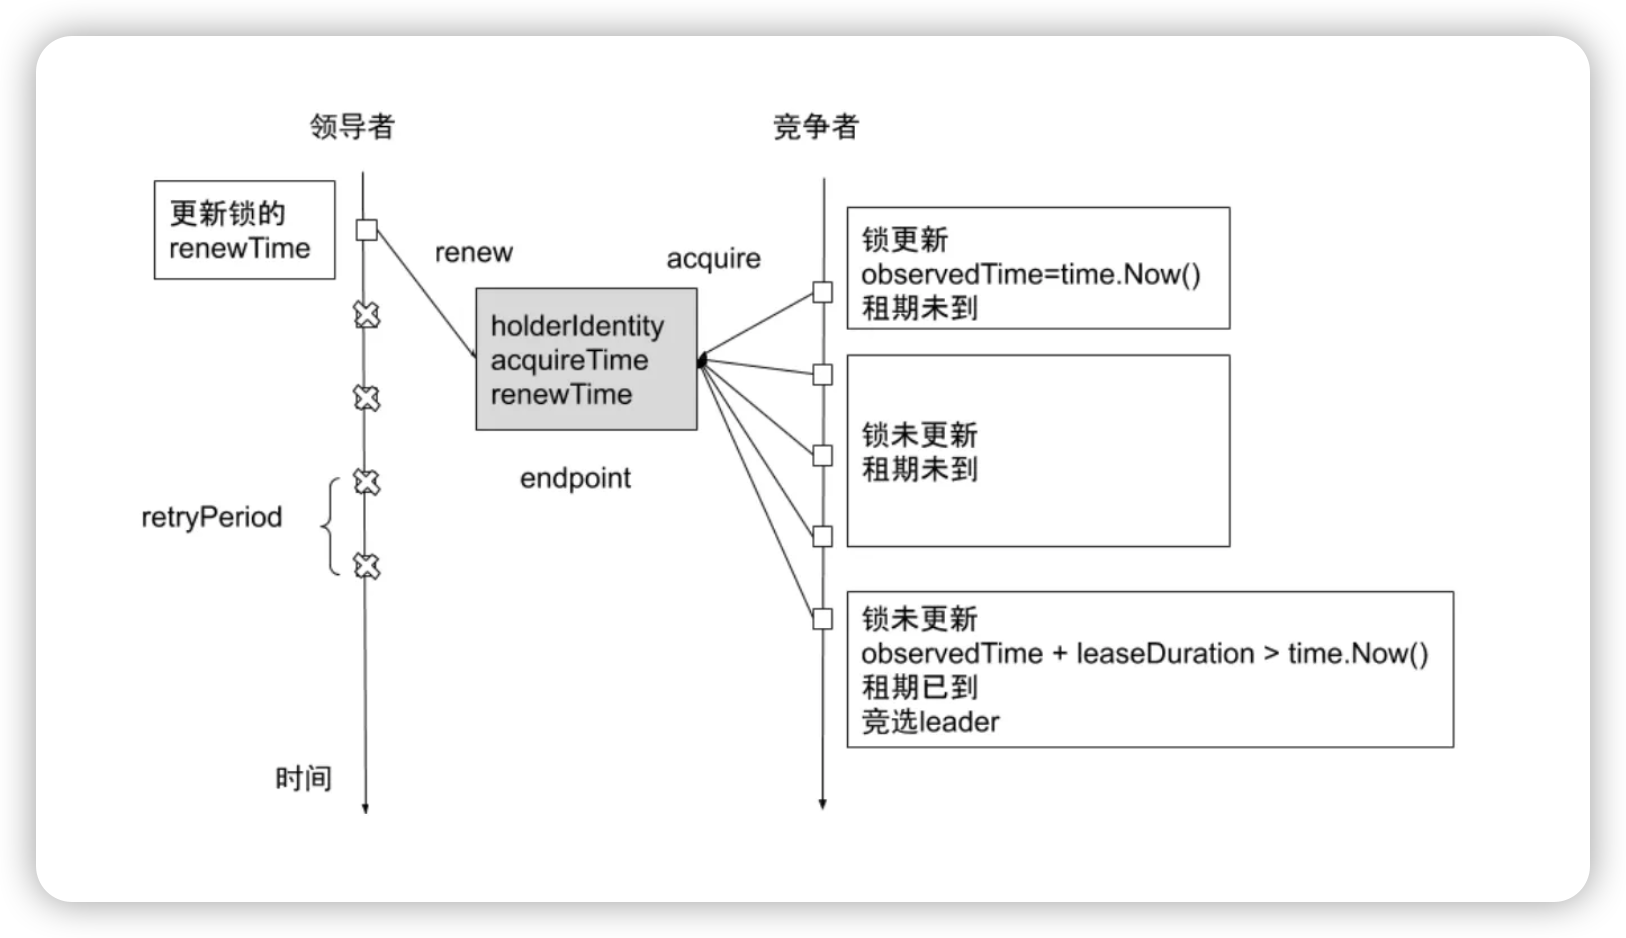 领导者
竞争者
更新锁的
renewTime
renew
acquire
锁更新
observedTime=time.Now()
租期未到
holderIdentity
acquireTime
renewTime
endpoint
锁未更新
租期未到
retryPeriod
锁未更新
observedTime + leaseDuration > time.Now()
租期已到
竞选leader
时间